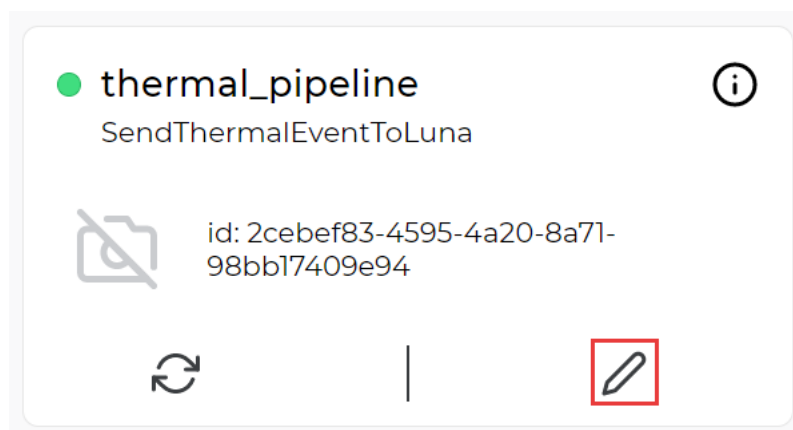 thermal_pipeline
SendThermalEventToLuna
id: 2cebef83-4595-4a20-8a71-
98bb17409e94